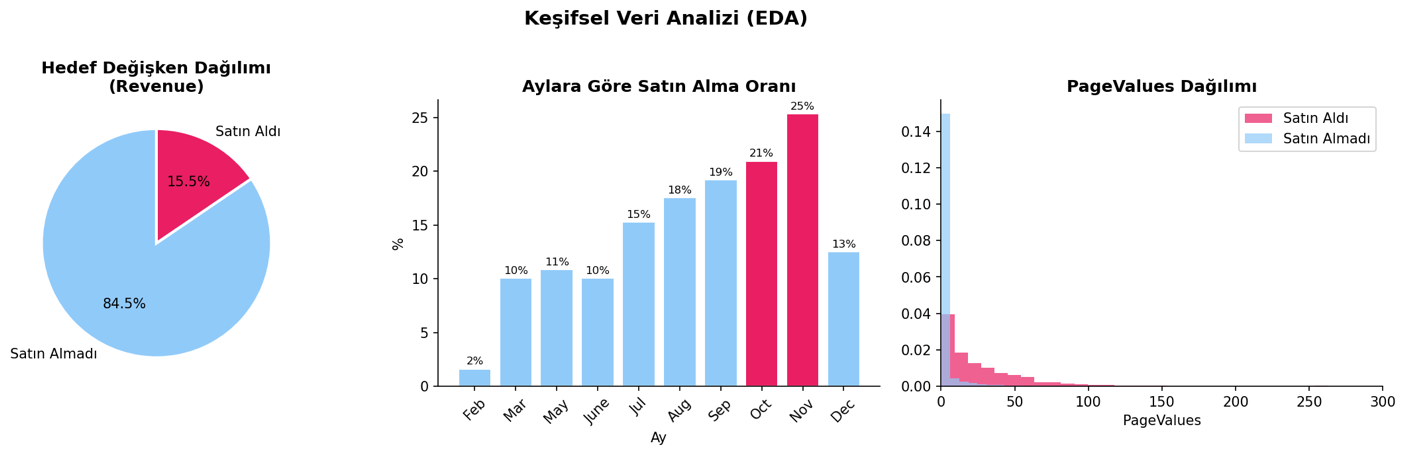 Keşifsel Veri Analizi (EDA)
Hedef Değişken Dağılımı
(Revenue)
Satın Aldı
15.5%
84.5%
Satın Almadı
Aylara Göre Satın Alma Oranı
%
25
20
15
10
5
0
2%
10%
11%
10%
15%
18%
19%
21%
25%
13%
Feb
Mar
May
June
Jul
Aug
Sep
Oct
Nov
Dec
Ay
PageValues Dağılımı
Satın Aldı
Satın Almadı
0.14
0.12
0.10
0.08
0.06
0.04
0.02
0.00
0
50
100
150
200
250
300
PageValues